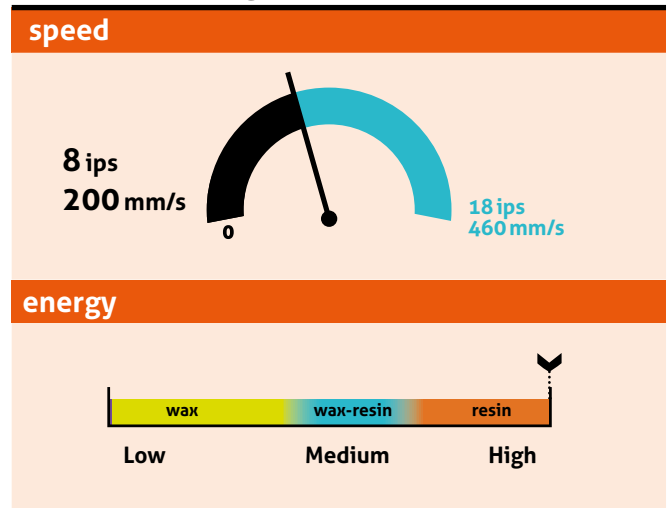 speed
8 ips
200 mm/s
0
18 ips
460 mm/s
energy
wax wax-resin resin
Low Medium High